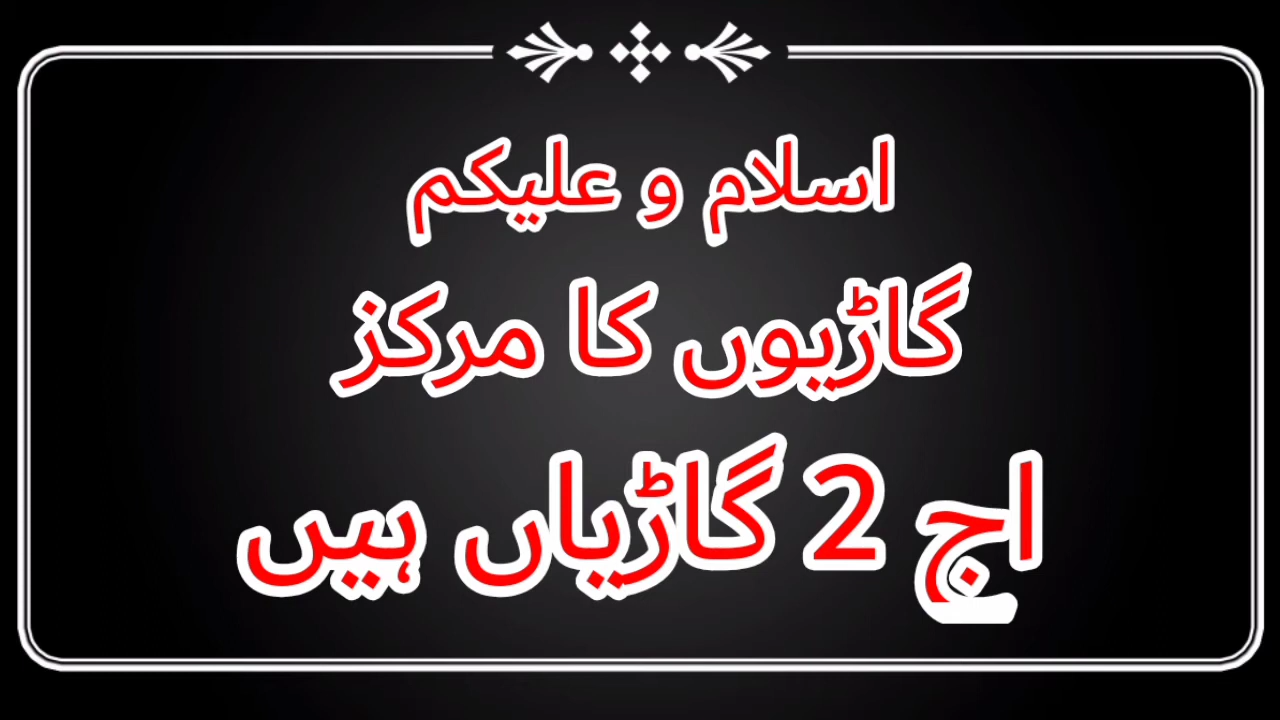 اسلام و علیکم
گاڑیوں کا مرکز
اج 2 گاڑیاں ہیں